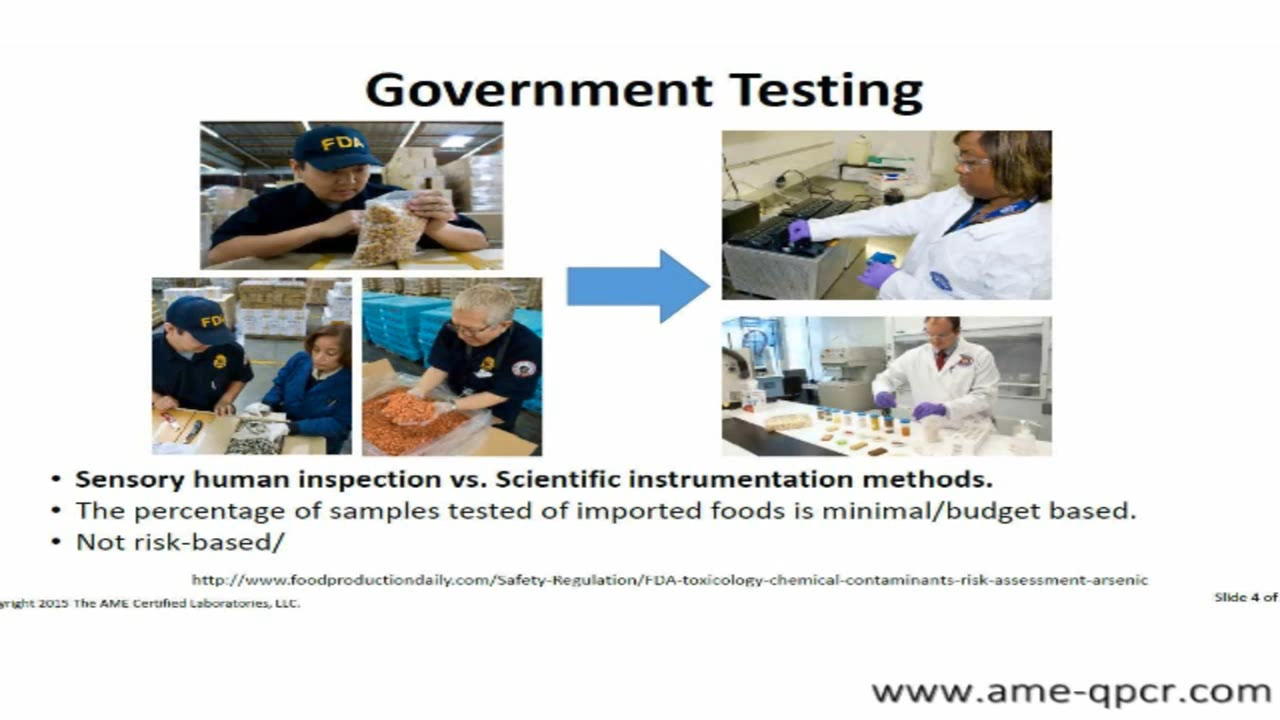 Government Testing
FDA
FDA
• Sensory human inspection vs. Scientific instrumentation methods.
• The percentage of samples tested of imported foods is minimal/budget based.
• Not risk-based/
http://www.foodproductiondaily.com/Safety-Regulation/FDA-toxicology-chemical-contaminants-risk-assessment-arsenic
yright 2015 The AME Certified Laboratories, LLC.
Slide 4 of
www.ame-qpcr.com